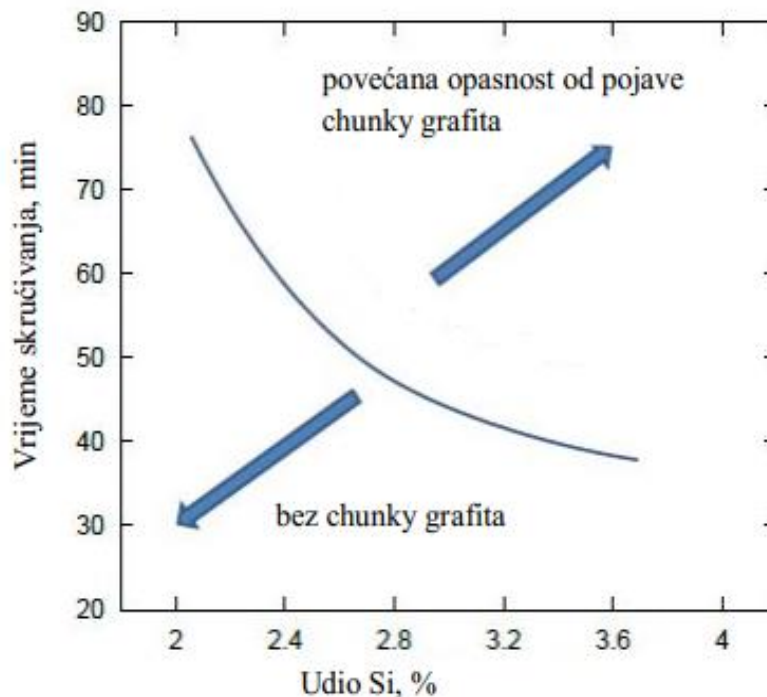 90
80
70
60
50
40
30
20
Vrijeme skrućivanja, min
povećana opasnost od pojave
chunky grafita
bez chunky grafita
2 2.4 2.8 3.2 3.6 4
Udio Si, %